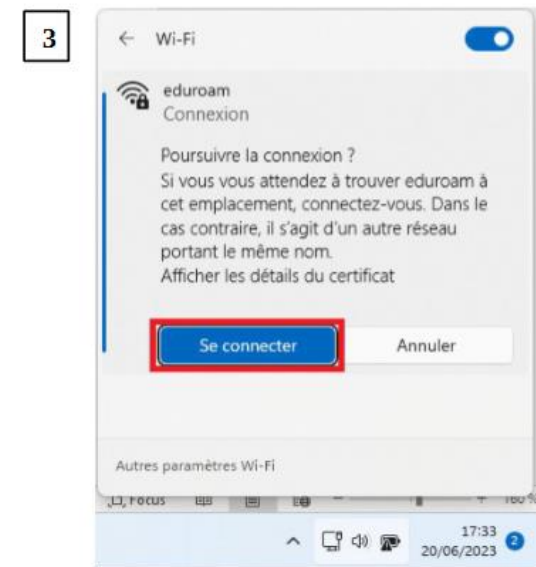 3
Wi-Fi
eduroam
Connexion
Poursuivre la connexion ?
Si vous vous attendez à trouver eduroam à
cet emplacement, connectez-vous. Dans le
cas contraire, il s'agit d'un autre réseau
portant le même nom.
Afficher les détails du certificat
Se connecter Annuler
Autres paramètres Wi-Fi
Focus
17:33
20/06/2023 2